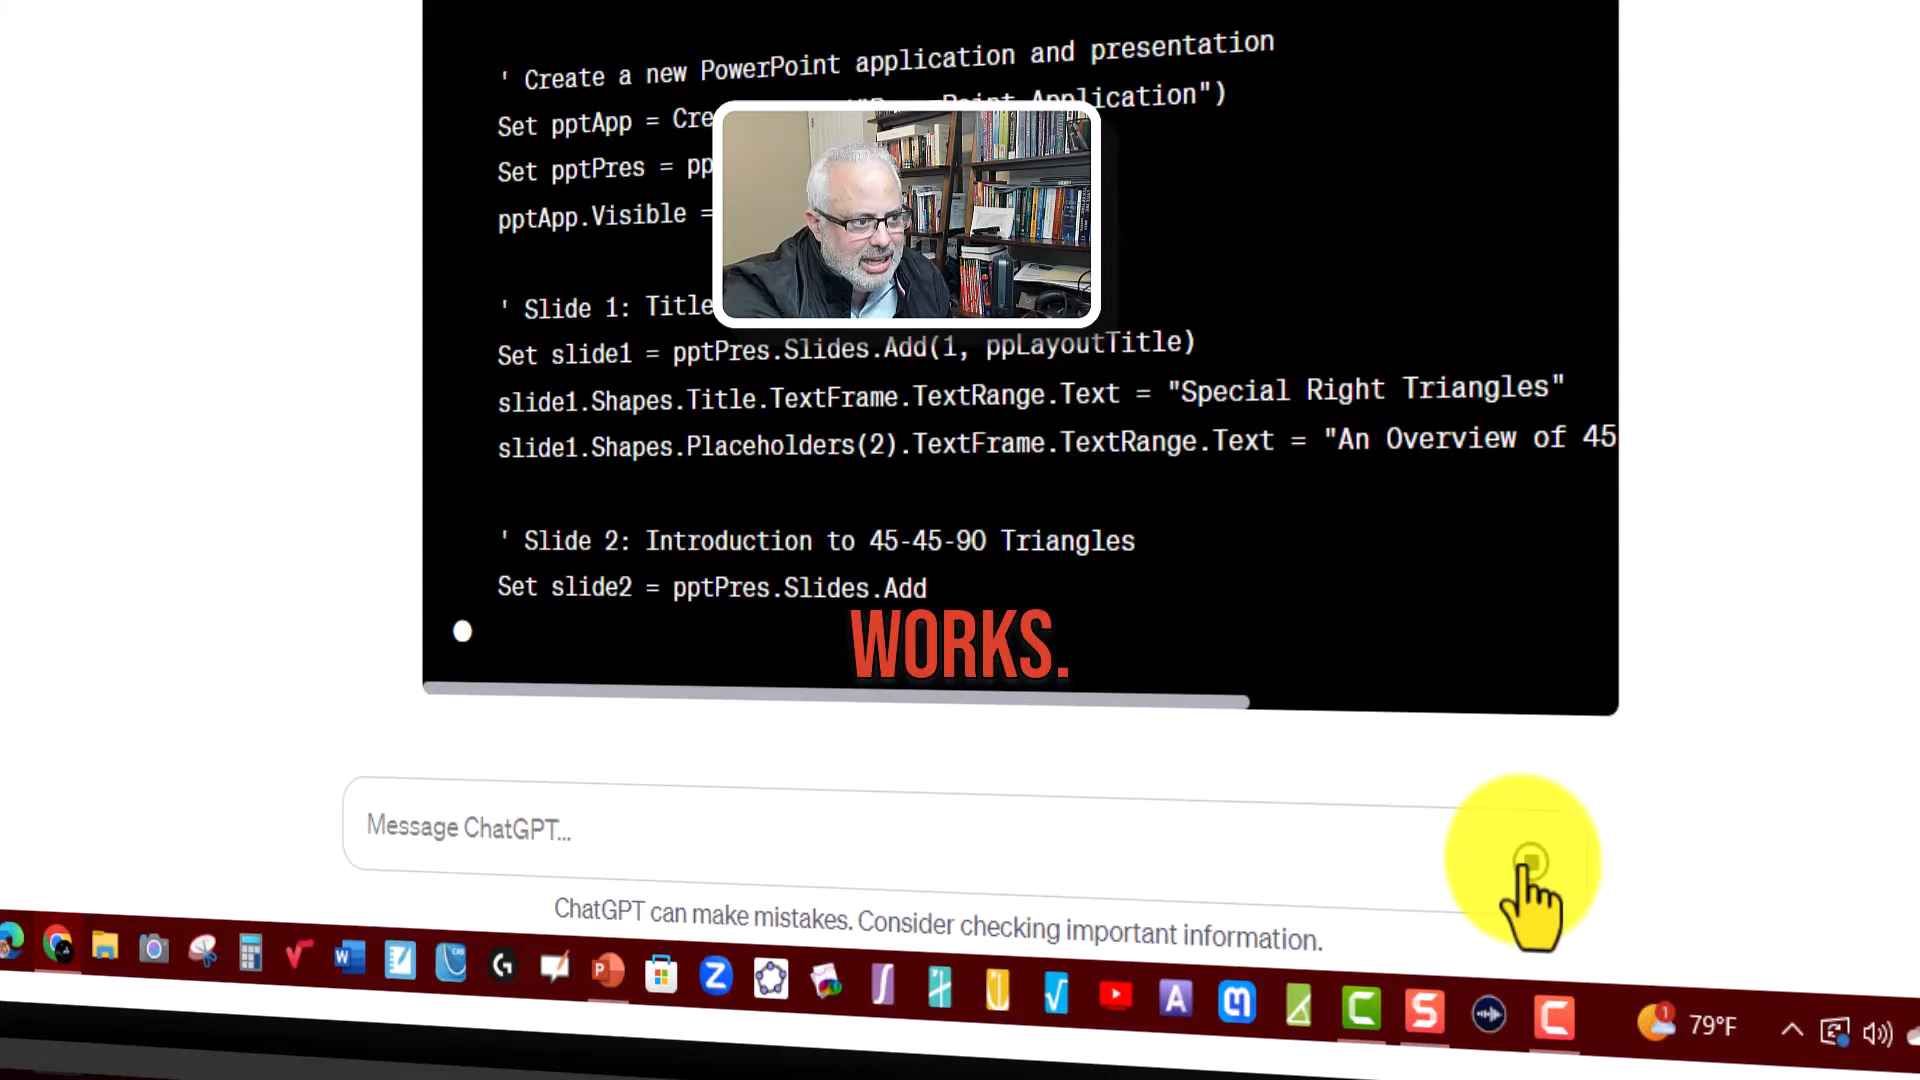 ' Create a new PowerPoint application and presentation
Set pptApp = Cre Application")
Set pptPres = pp
pptApp.Visible =
' Slide 1: Title
Set slide1 = pptPres.Slides.Add(1, ppLayoutTitle)
slide1.Shapes.Title.TextFrame.TextRange.Text = "Special Right Triangles"
slide1.Shapes.Placeholders(2).TextFrame.TextRange.Text = "An Overview of 45
' Slide 2: Introduction to 45-45-90 Triangles
Set slide2 = pptPres.Slides.Add
WORKS.
Message ChatGPT...
ChatGPT can make mistakes. Consider checking important information.
79°F